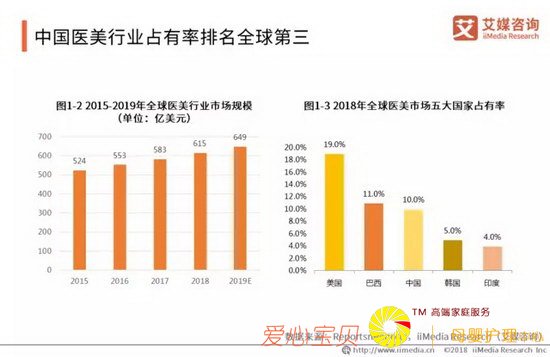 中国医美行业占有率排名全球第三
艾媒咨询
iiMedia Research
图1-2 2015-2019年全球医美行业市场规模
（单位：亿美元）
700
600
500
400
300
200
100
0
524
553
583
615
649
2015
2016
2017
2018
2019E
图1-3 2018年全球医美市场五大国家占有率
20.0%
18.0%
16.0%
14.0%
12.0%
10.0%
8.0%
6.0%
4.0%
2.0%
0.0%
19.0%
11.0%
10.0%
5.0%
4.0%
美国
巴西
中国
韩国
印度
TM 高端家庭服务
爱心宝贝
母婴护理
数据来源：Reportsnreports，iiMedia Research
http://www.iimedia.cn ©2018 iiMedia Research Inc